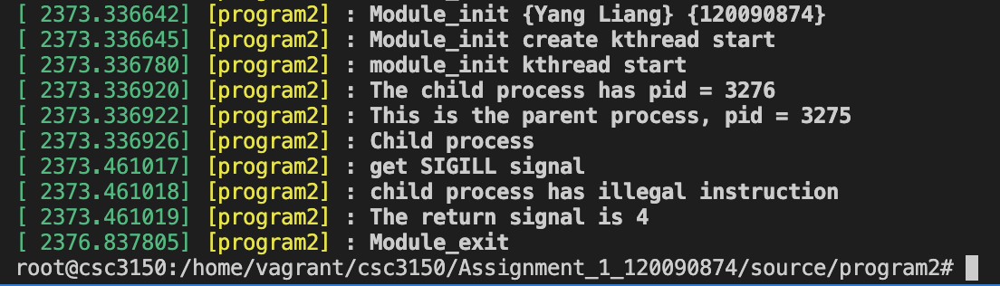 [ 2373.336642] [program2] : Module_init {Yang Liang} {120090874}
[ 2373.336645] [program2] : Module_init create kthread start
[ 2373.336780] [program2] : module_init kthread start
[ 2373.336920] [program2] : The child process has pid = 3276
[ 2373.336922] [program2] : This is the parent process, pid = 3275
[ 2373.336926] [program2] : Child process
[ 2373.461017] [program2] : get SIGILL signal
[ 2373.461018] [program2] : child process has illegal instruction
[ 2373.461019] [program2] : The return signal is 4
[ 2376.837805] [program2] : Module_exit
root@csc3150:/home/vagrant/csc3150/Assignment_1_120090874/source/program2#